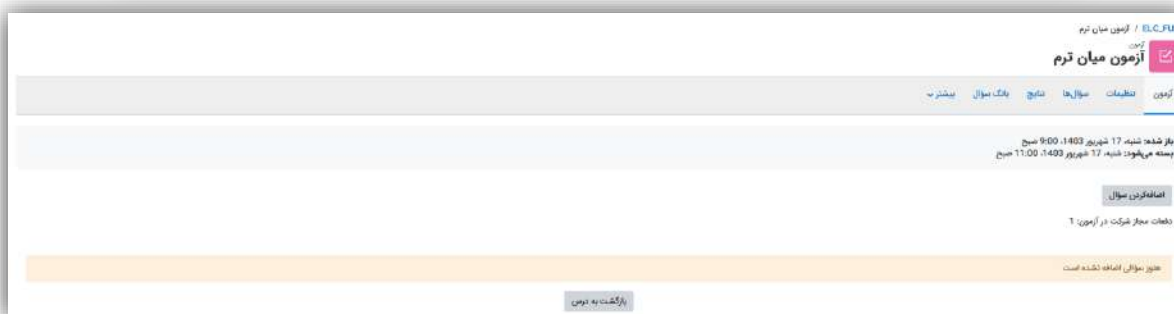 ELC_FU / آزمون میان ترم
آزمون
آزمون میان ترم
آزمون تنظیمات سؤال‌ها نتایج بانک سؤال بیشتر
باز شده: شنبه، 17 شهریور 1403، 9:00 صبح
بسته می‌شود: شنبه، 17 شهریور 1403، 11:00 صبح
اضافه‌کردن سؤال
دفعات مجاز شرکت در آزمون: 1
هنوز سؤالی اضافه نشده است
بازگشت به درس